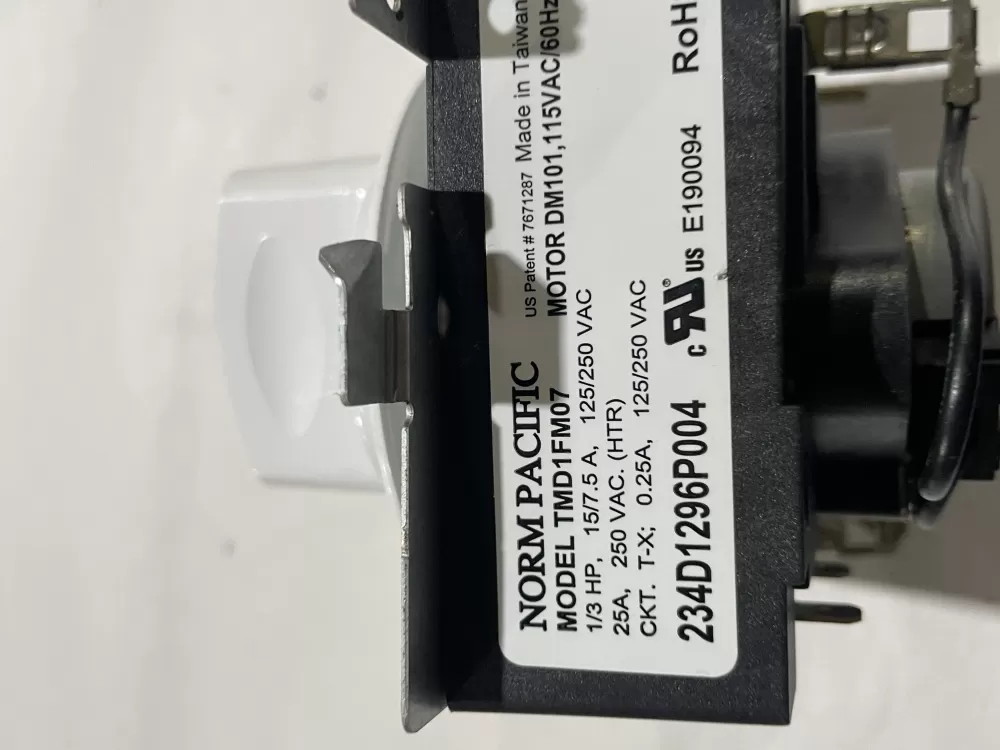 NORM PACIFIC US Patent # 7671287 Made in Taiwan
MODEL TMD1FM07 MOTOR DM101,115VAC/60Hz
1/3 HP, 15/7.5 A, 125/250 VAC
25A, 250 VAC. (HTR)
CKT. T-X; 0.25A, 125/250 VAC
234D1296P004 c RU ® US E190094 RoH